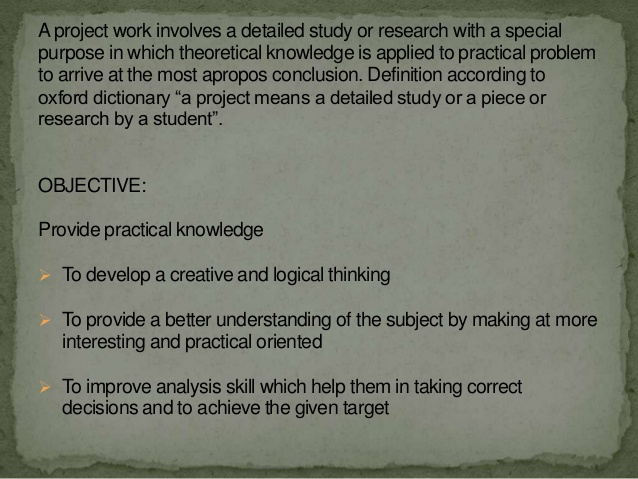 A project work involves a detailed study or research with a special
purpose in which theoretical knowledge is applied to practical problem
to arrive at the most apropos conclusion. Definition according to
oxford dictionary “a project means a detailed study or a piece or
research by a student”.
OBJECTIVE:
Provide practical knowledge
➢ To develop a creative and logical thinking
➢ To provide a better understanding of the subject by making at more
interesting and practical oriented
➢ To improve analysis skill which help them in taking correct
decisions and to achieve the given target